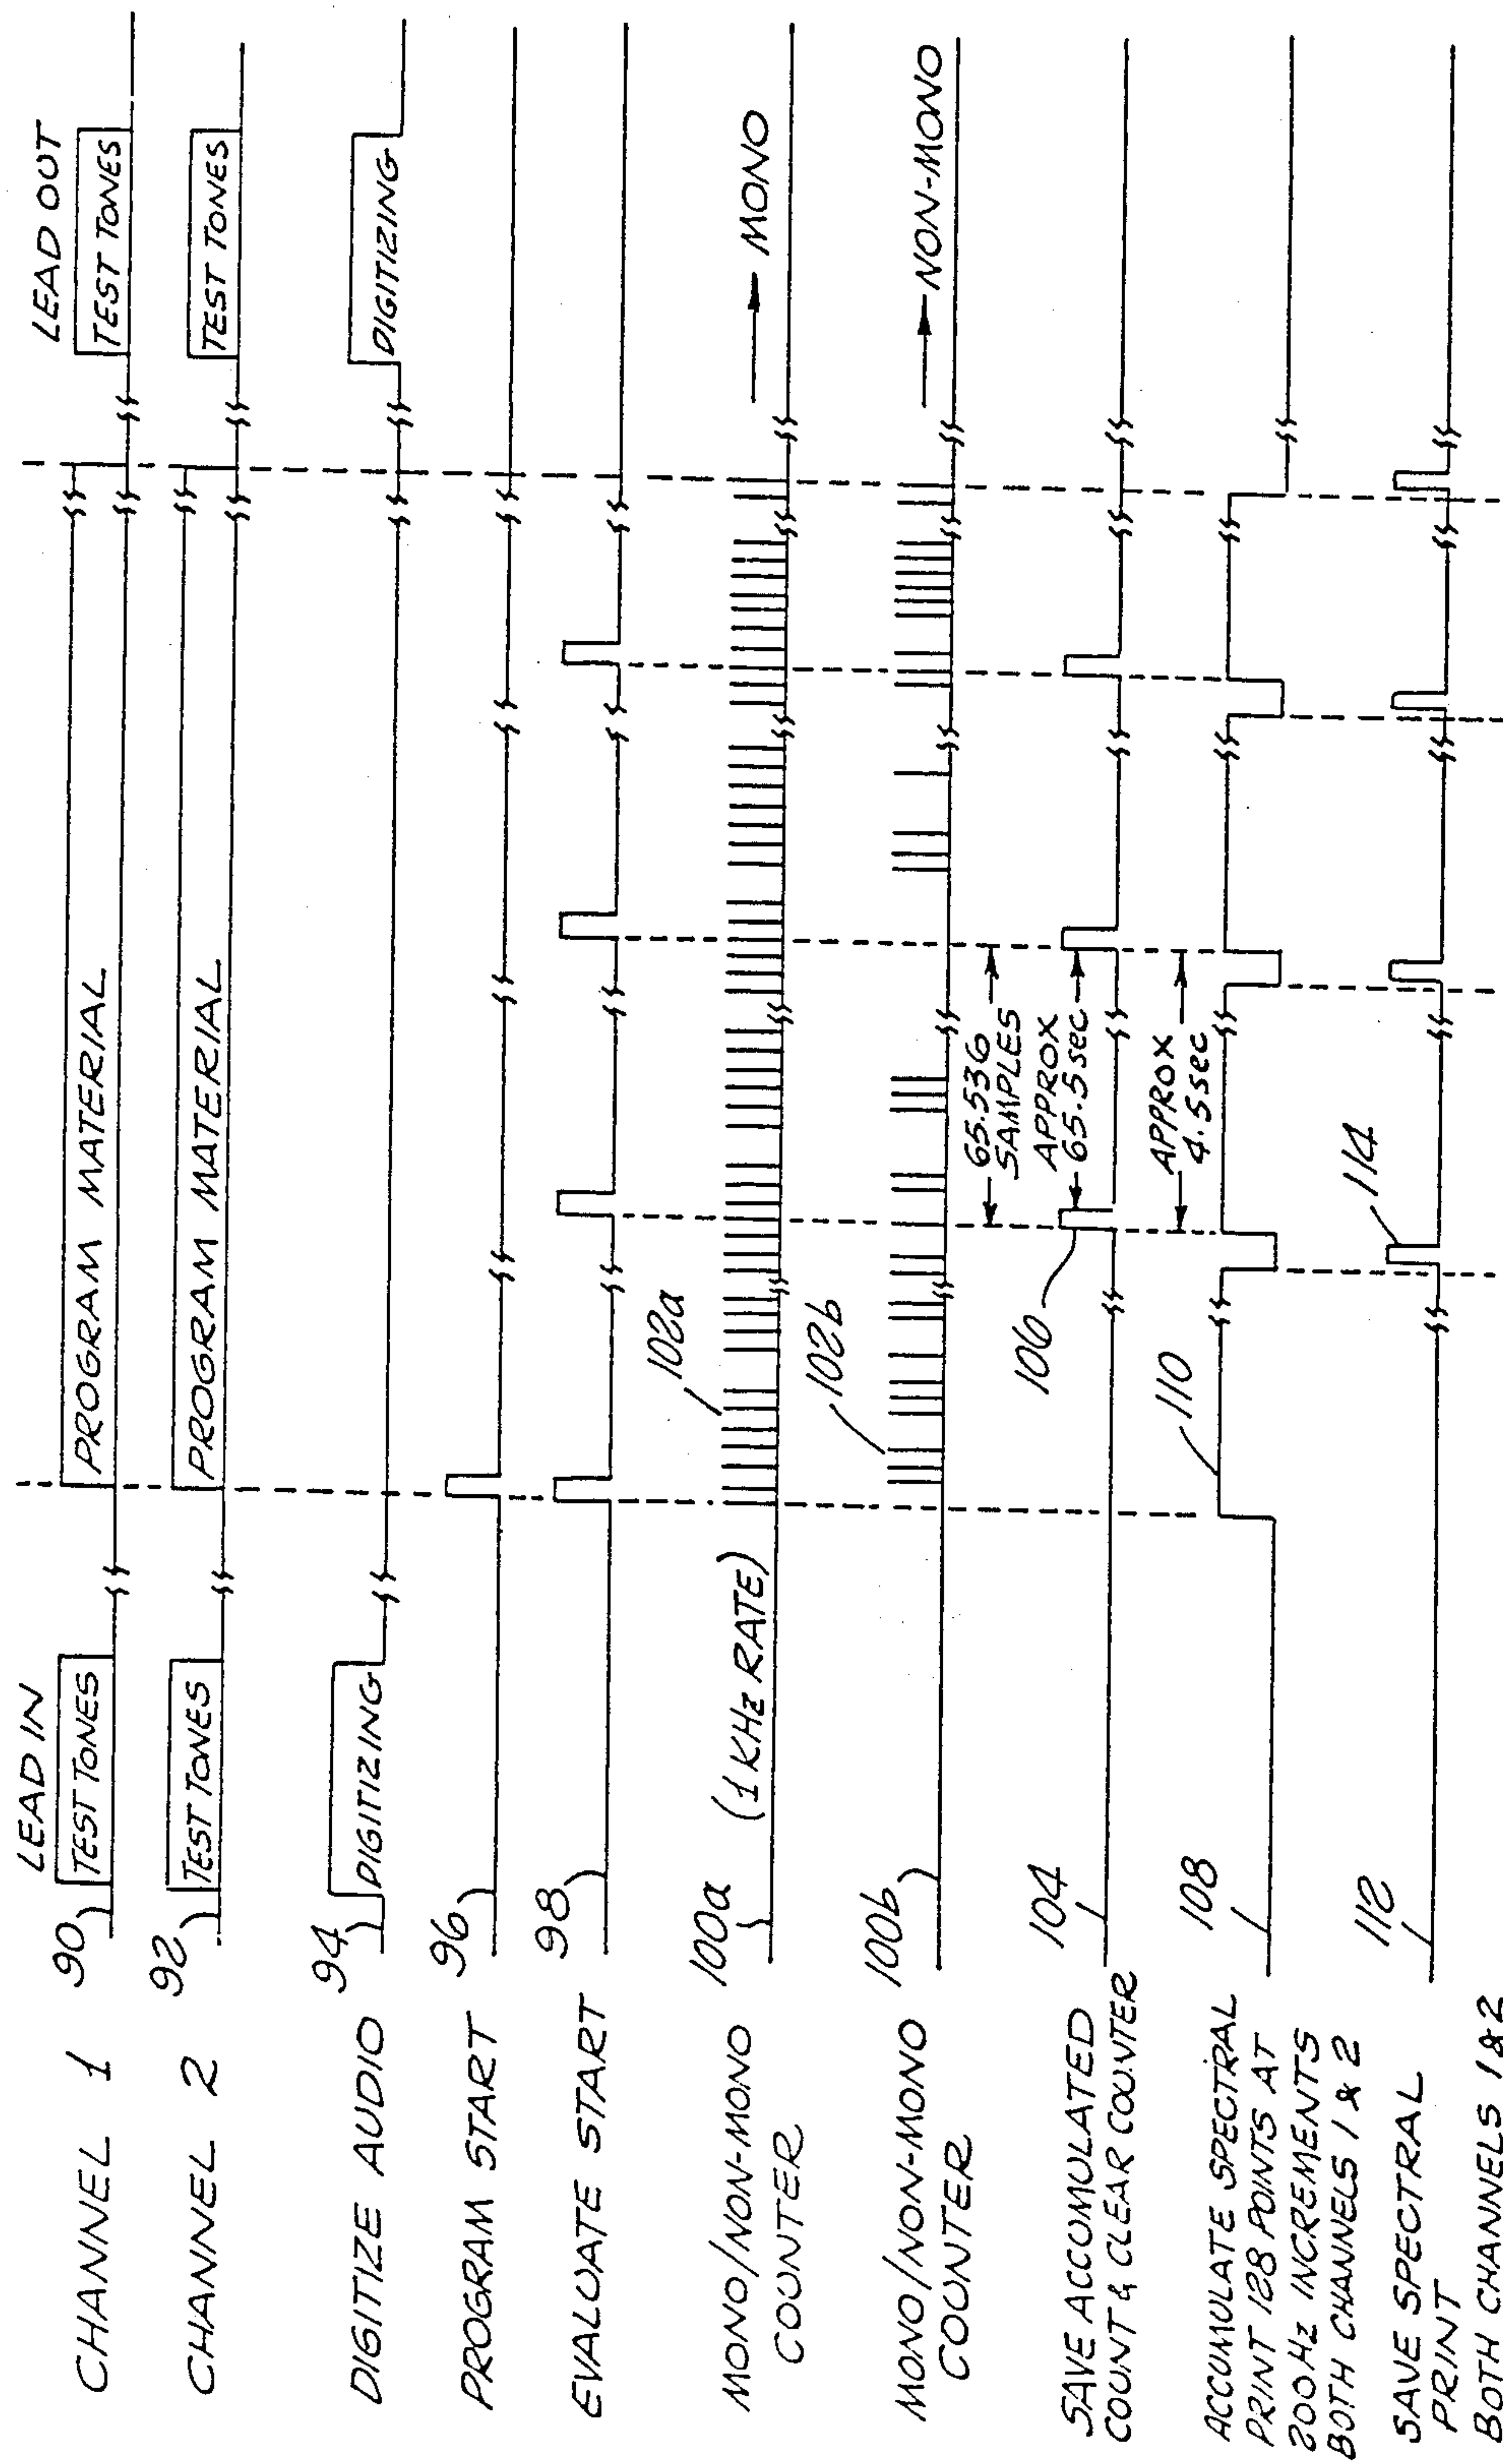 LEAD IN
LEAD OUT
CHANNEL 1
90
TEST TONES
PROGRAM MATERIAL
TEST TONES
CHANNEL 2
92
TEST TONES
PROGRAM MATERIAL
TEST TONES
DIGITIZE AUDIO
94
DIGITIZING
DIGITIZING
PROGRAM START
96
EVALUATE START
98
MONO/NON-MONO
COUNTER
100a
(1 KHz RATE)
102a
MONO
MONO/NON-MONO
COUNTER
100b
102b
NON-MONO
SAVE ACCUMULATED
COUNT & CLEAR COUNTER
104
106
65.536
SAMPLES
APPROX
65.5 sec
ACCUMULATE SPECTRAL
PRINT 128 POINTS AT
200Hz INCREMENTS
BOTH CHANNELS 1 & 2
108
110
APPROX
4.5 sec
SAVE SPECTRAL
PRINT
BOTH CHANNELS 1 & 2
112
114